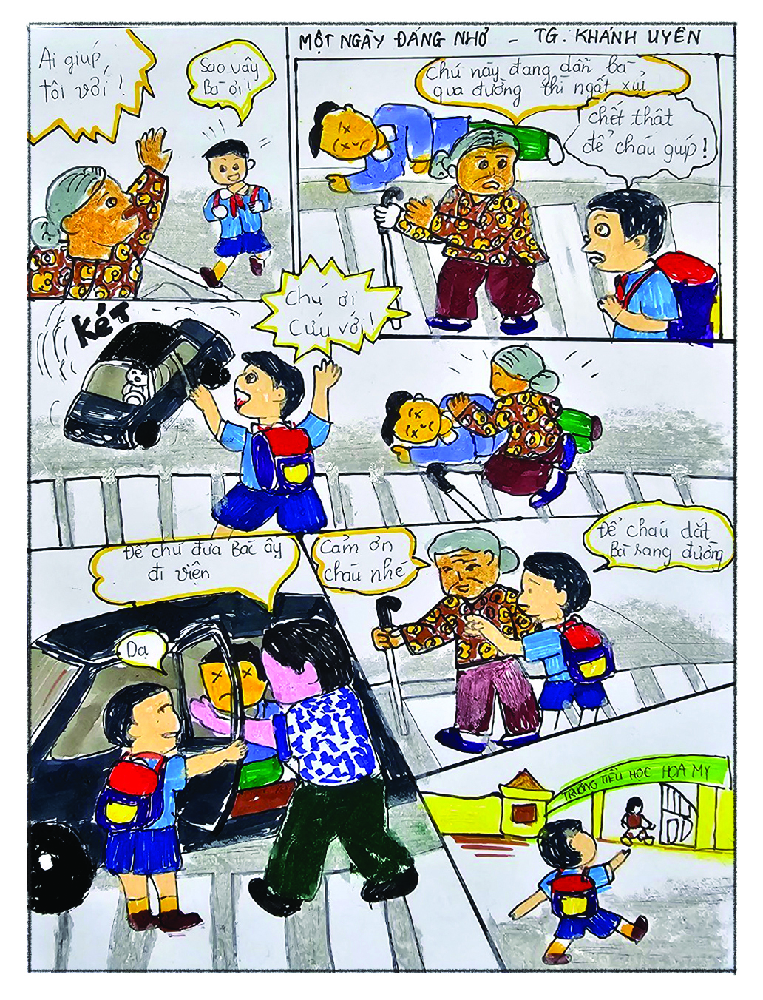 MỘT NGÀY ĐÁNG NHỚ - TG. KHÁNH UYÊN
Ai giúp
tôi với!
Sao vậy
Bà ơi!
Chú này đang dẫn bà
qua đường thì ngất xỉu
chết thật
để cháu giúp!
KÉT
Chú ơi
Cứu với!
Để chú đưa Bác ấy
đi viện
Dạ
Cảm ơn
cháu nhé
Để cháu dắt
Bà sang đường
TRƯỜNG TIỂU HỌC HOA MY